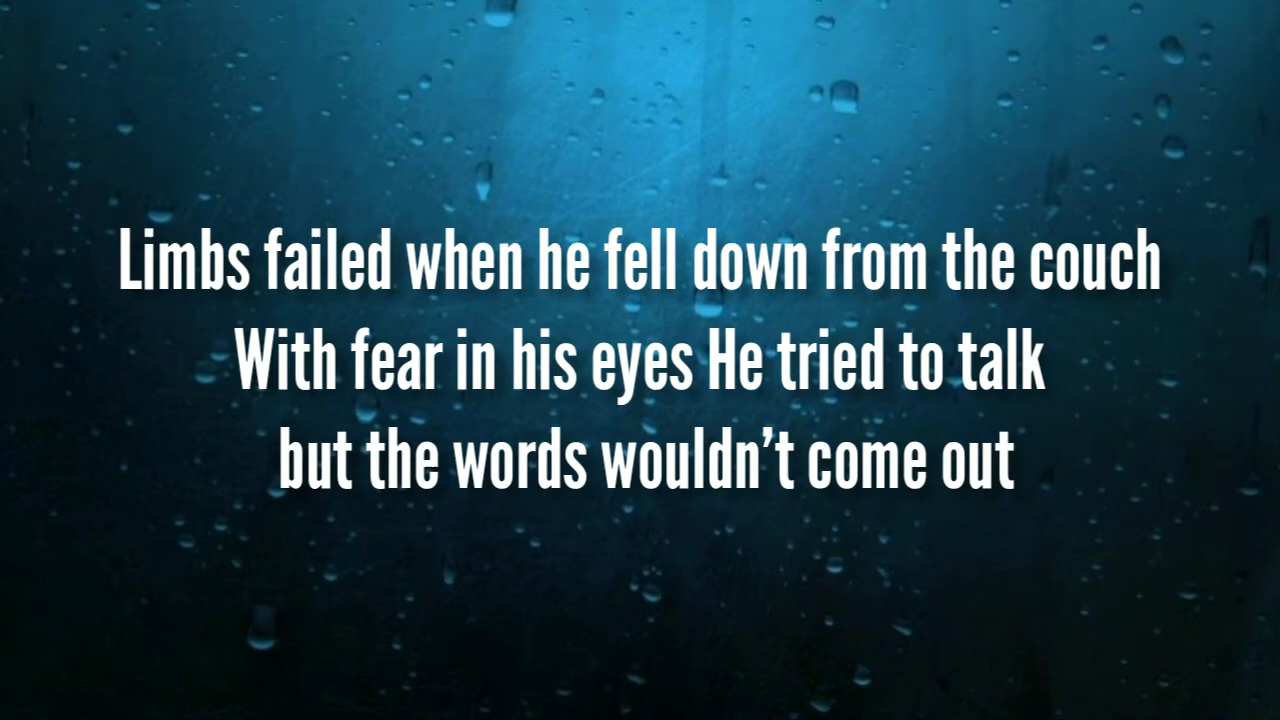 Limbs failed when he fell down from the couch
With fear in his eyes He tried to talk
but the words wouldn’t come out